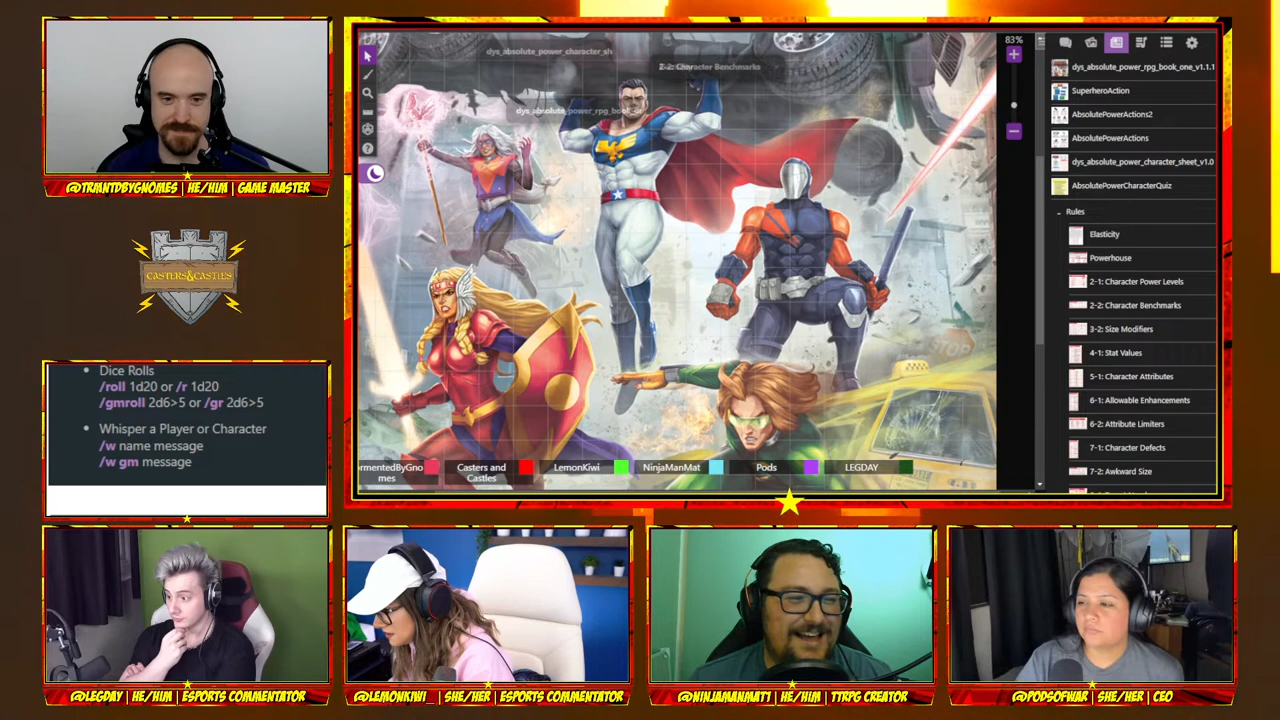 @TRMNTDBYGNOMES | HE/HIM | GAME MASTER
CASTERS&CASTLES
Dice Rolls
/roll 1d20 or /r 1d20
/gmroll 2d6>5 or /gr 2d6>5
Whisper a Player or Character
/w name message
/w gm message
dys_absolute_power_character_sh
2-2: Character Benchmarks
dys_absolute_power_rpg_book
STOP
ormentedByGno
mes
Casters and
Castles
LemonKiwi
NinjaManMat
Pods
LEGDAY
83%
dys_absolute_power_rpg_book_one_v1.1.1
SuperheroAction
AbsolutePowerActions2
AbsolutePowerActions
dys_absolute_power_character_sheet_v1.0
AbsolutePowerCharacterQuiz
Rules
Elasticity
Powerhouse
2-1: Character Power Levels
2-2: Character Benchmarks
3-2: Size Modifiers
4-1: Stat Values
5-1: Character Attributes
6-1: Allowable Enhancements
6-2: Attribute Limiters
7-1: Character Defects
7-2: Awkward Size
@LEGDAY | HE/HIM | ESPORTS COMMENTATOR
@LEMONKIWI_ | SHE/HER | ESPORTS COMMENTATOR
@NINJAMANMAT1 | HE/HIM | TTRPG CREATOR
@PODSOFWAR | SHE/HER | CEO